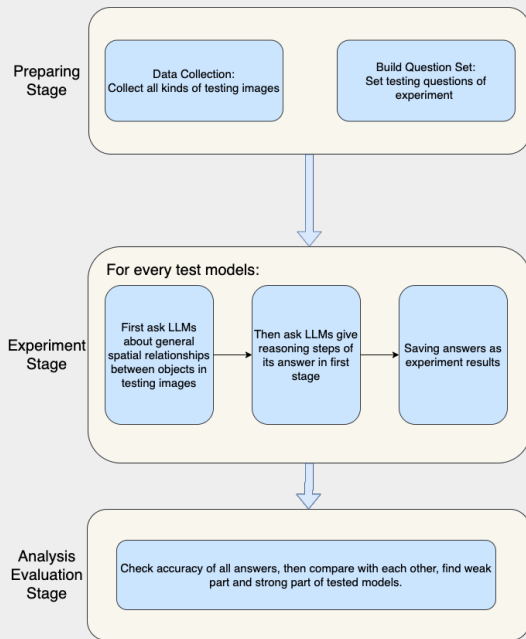 Preparing
Stage
Data Collection:
Collect all kinds of testing images
Build Question Set:
Set testing questions of
experiment
Experiment
Stage
For every test models:
First ask LLMs
about general
spatial relationships
between objects in
testing images
Then ask LLMs give
reasoning steps of
its answer in first
stage
Saving answers as
experiment results
Analysis
Evaluation
Stage
Check accuracy of all answers, then compare with each other, find weak
part and strong part of tested models.